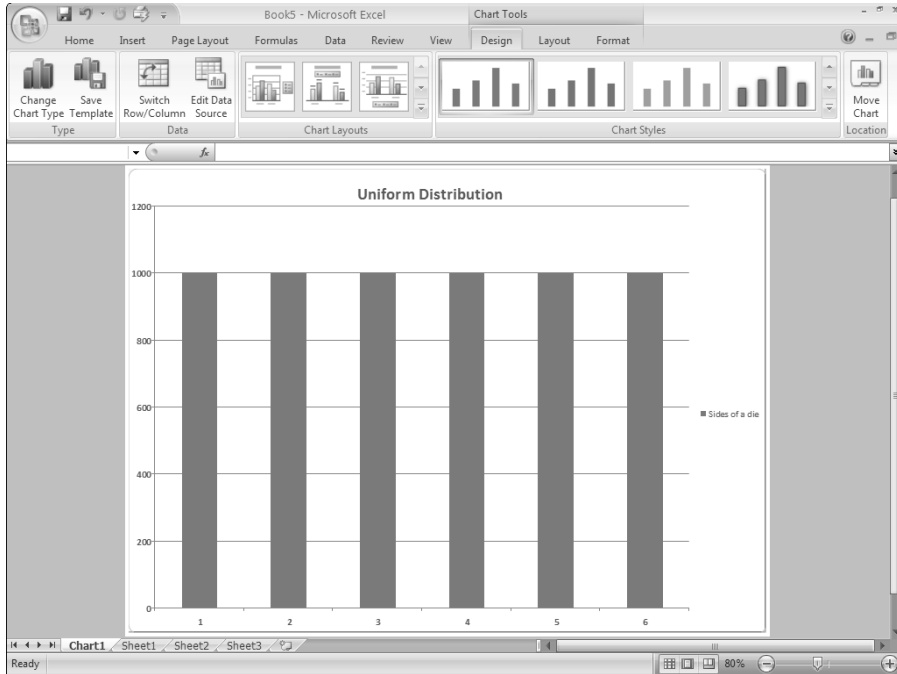 Book5 - Microsoft Excel
Chart Tools
Home Insert Page Layout Formulas Data Review View Design Layout Format
Change Chart Type
Save Template
Switch Row/Column
Edit Data Source
Move Chart
Type Data Chart Layouts Chart Styles Location
fx
Uniform Distribution
1200
1000
800
600
400
200
0
1 2 3 4 5 6
Sides of a die
Chart1 Sheet1 Sheet2 Sheet3
Ready
80%